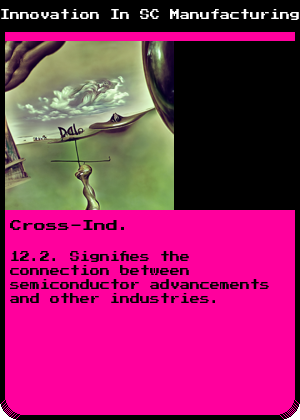 Innovation In SC Manufacturing
Cross-Ind.
12.2. Signifies the
connection between
semiconductor advancements
and other industries.